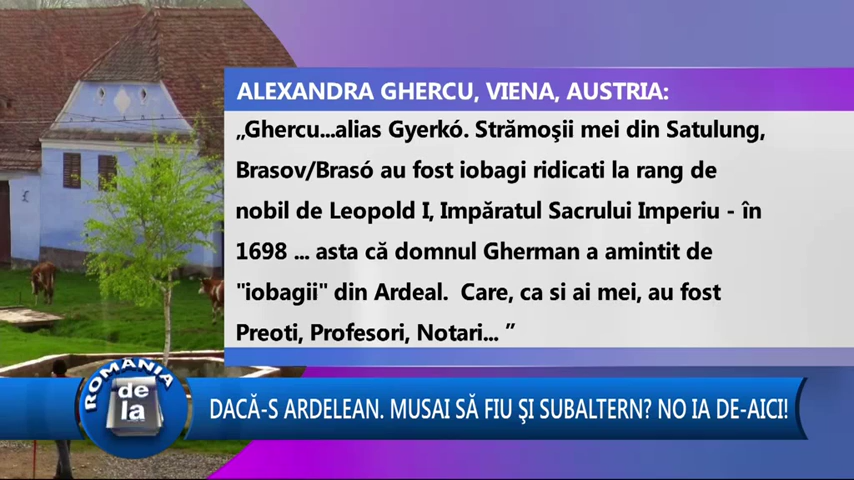 ALEXANDRA GHERCU, VIENA, AUSTRIA:
„Ghercu...alias Gyerkó. Strămoşii mei din Satulung,
Brasov/Brasó au fost iobagi ridicati la rang de
nobil de Leopold I, Impăratul Sacrului Imperiu - în
1698 ... asta că domnul Gherman a amintit de
"iobagii" din Ardeal.  Care, ca si ai mei, au fost
Preoti, Profesori, Notari... ”
ROMÂNIA
de
la
DACĂ-S ARDELEAN. MUSAI SĂ FIU ŞI SUBALTERN? NO IA DE-AICI!